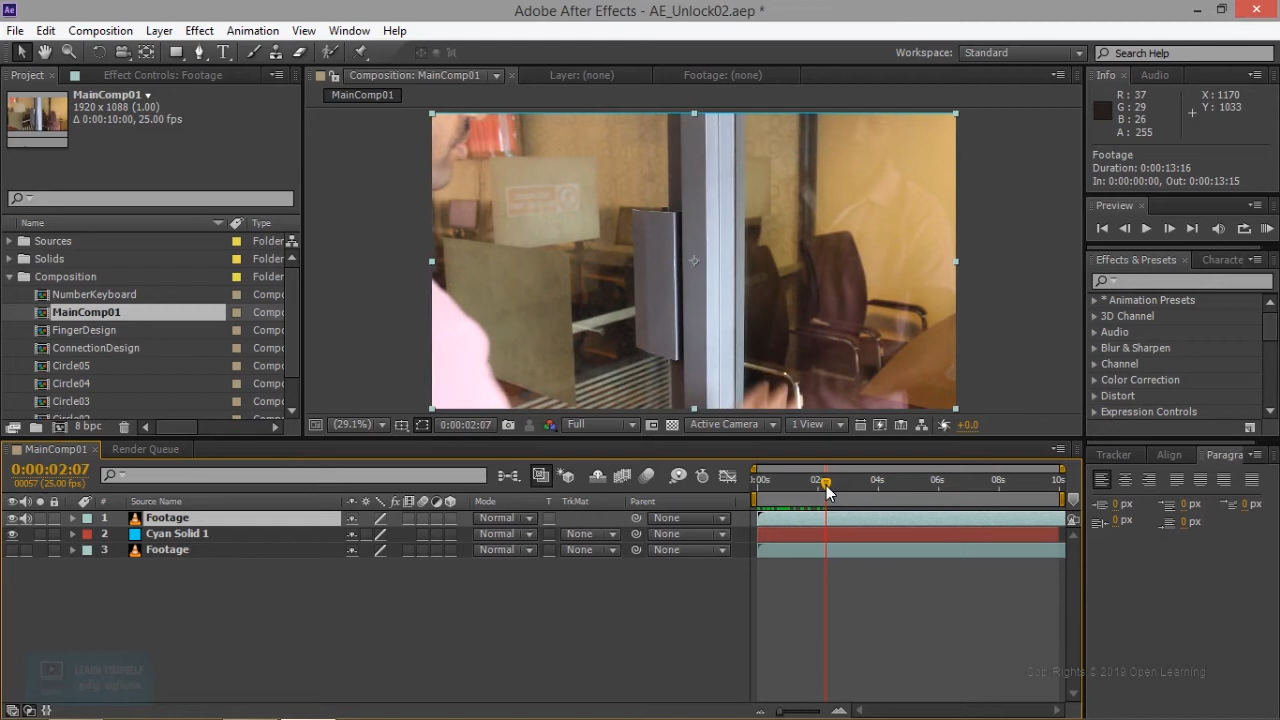 Adobe After Effects - AE_Unlock02.aep *
File Edit Composition Layer Effect Animation View Window Help
Workspace: Standard Search Help
Project Effect Controls: Footage
Composition: MainComp01 Layer: (none) Footage: (none)
Info Audio
MainComp01
1920 x 1088 (1.00)
Δ 0:00:10:00, 25.00 fps
MainComp01
R : 37 X : 1170
G : 29 Y : 1033
B : 26
A : 255
Footage
Duration: 0:00:13:16
In: 0:00:00:00, Out: 0:00:13:15
Preview
Name
Sources Folder
Solids Folder
Composition Folder
NumberKeyboard Compo
MainComp01 Compo
FingerDesign Compo
ConnectionDesign Compo
Circle05 Compo
Circle04 Compo
Circle03 Compo
8 bpc
Effects & Presets Characte
* Animation Presets
3D Channel
Audio
Blur & Sharpen
Channel
Color Correction
Distort
Expression Controls
(29.1%) 0:00:02:07 Full Active Camera 1 View +0.0
MainComp01 Render Queue
Tracker Align Paragra
0:00:02:07
00057 (25.00 fps)
:00s 02 04s 06s 08s 10s
# Source Name Mode T TrkMat Parent
1 Footage Normal None
2 Cyan Solid 1 Normal None None
3 Footage Normal None None
0 px 0 px 0 px
0 px 0 px
LEARN YOURSELF
Cop Rights © 2019 Open Learning